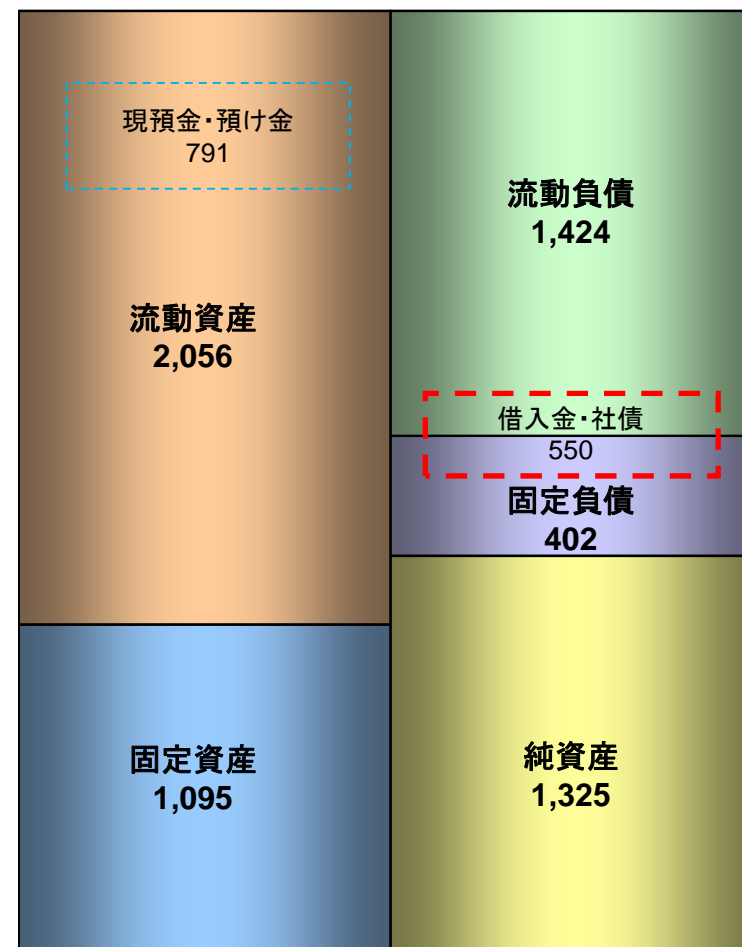 現預金・預け金
791
流動資産
2,056
固定資産
1,095
流動負債
1,424
借入金・社債
550
固定負債
402
純資産
1,325